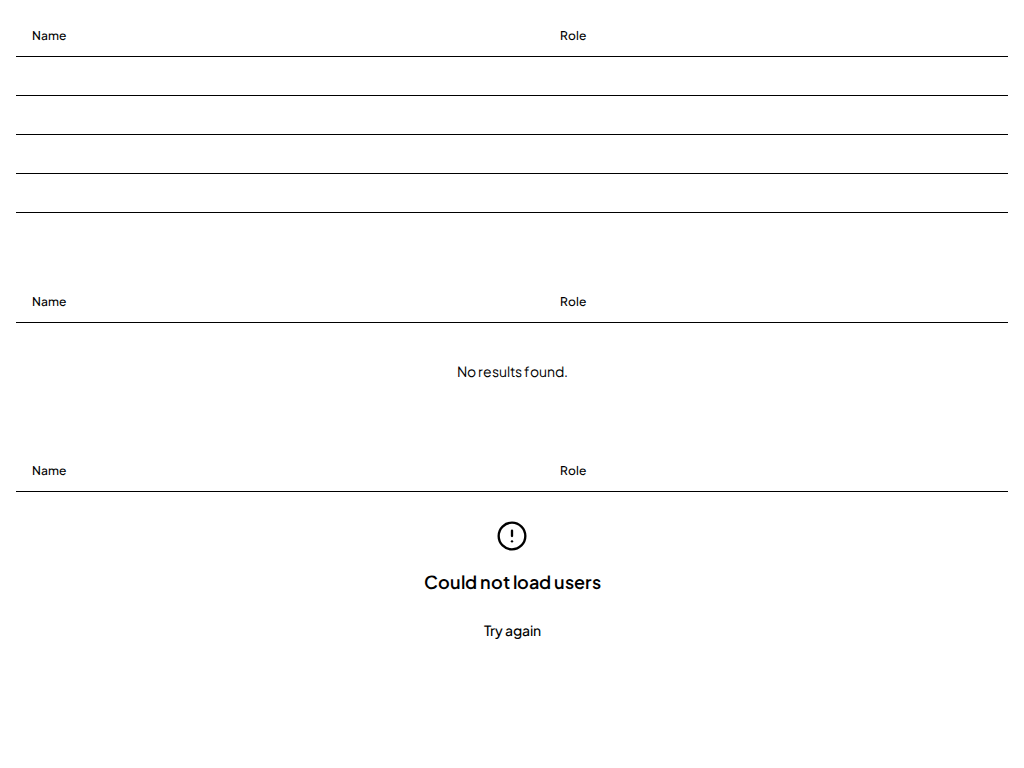 Name Role
Name Role
No results found.
Name Role
Could not load users
Try again